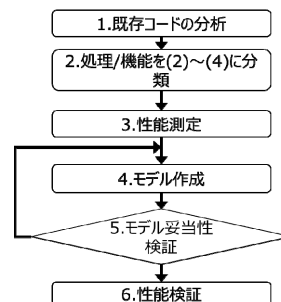 1.既存コードの分析
2.処理/機能を(2)～(4)に分
類
3.性能測定
4.モデル作成
5.モデル妥当性
検証
6.性能検証